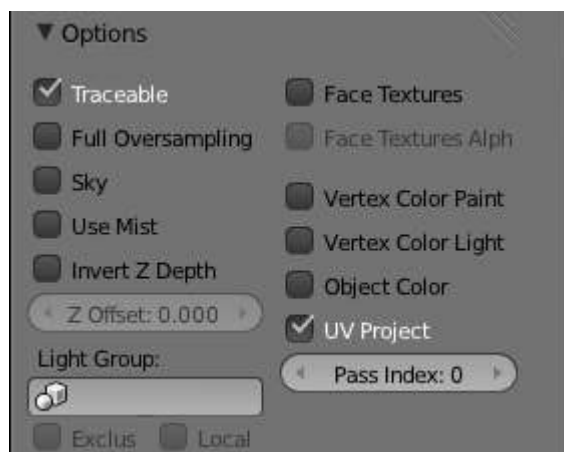 Options
Traceable
Full Oversampling
Sky
Use Mist
Invert Z Depth
Z Offset: 0.000
Light Group:
Exclus Local
Face Textures
Face Textures Alph
Vertex Color Paint
Vertex Color Light
Object Color
UV Project
Pass Index: 0